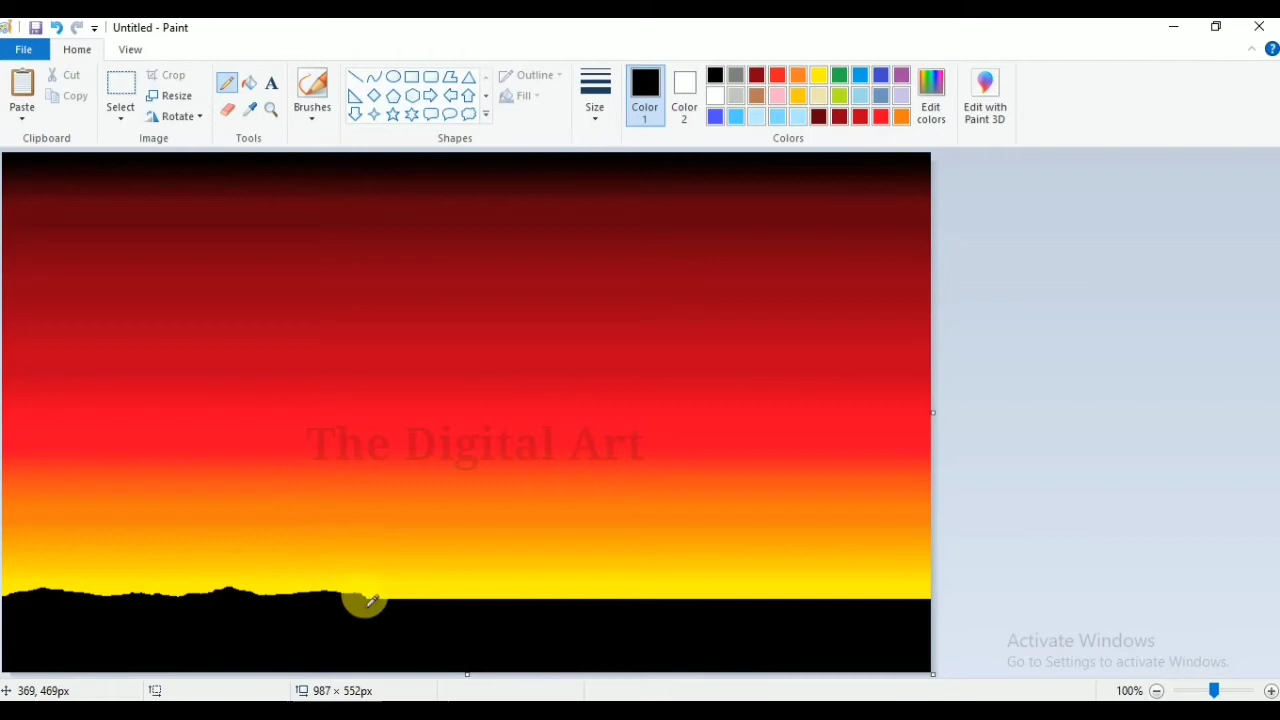 Untitled - Paint
File Home View
Paste
Cut
Copy
Clipboard
Select
Crop
Resize
Rotate
Image
A
Tools
Brushes
Shapes
Outline
Fill
Size
Color 1
Color 2
Colors
Edit colors
Edit with Paint 3D
The Digital Art
Activate Windows
Go to Settings to activate Windows.
369, 469px
987 × 552px
100%